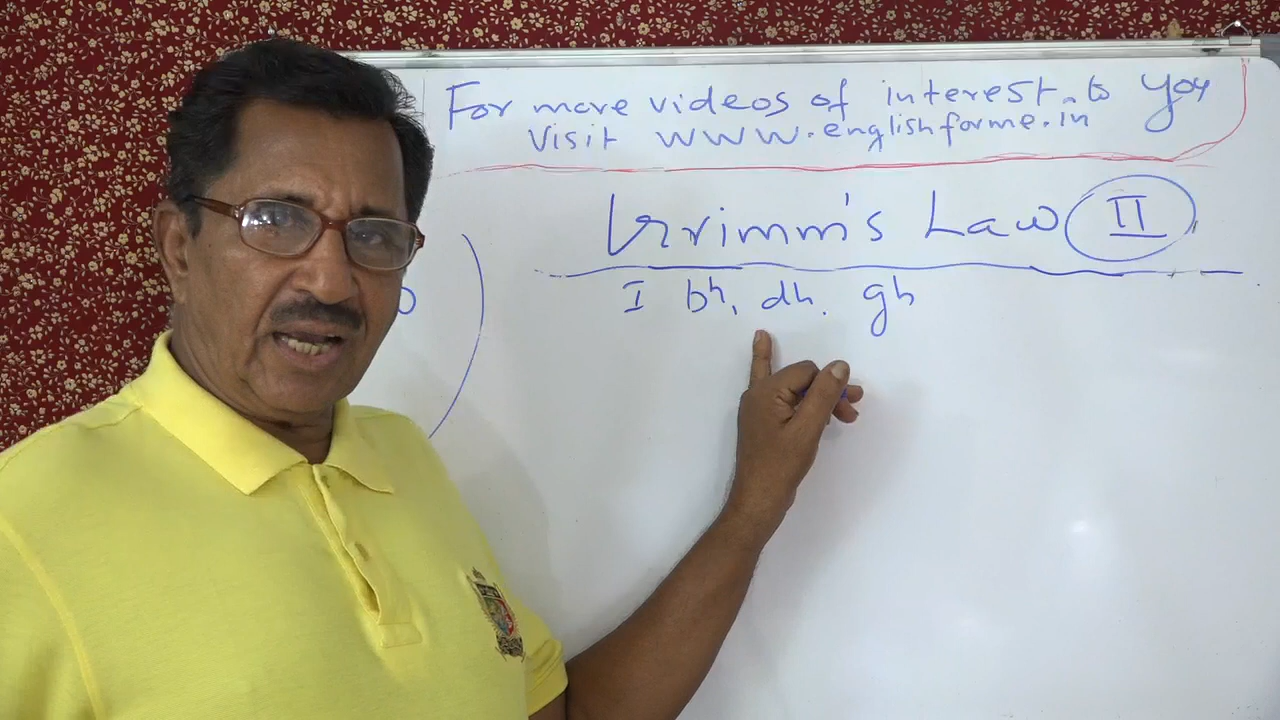 For more videos of interest to you
Visit www.englishforme.in
Grimm's Law II
I bh, dh. gh